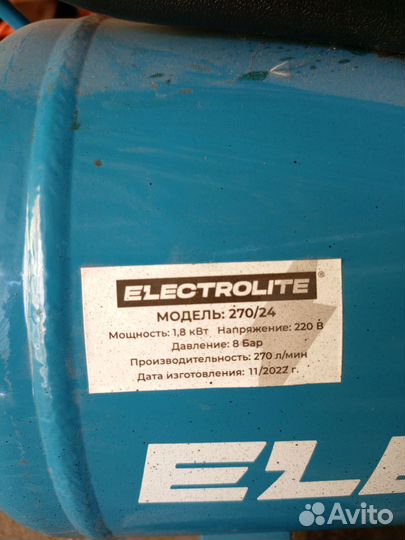 ELECTROLITE ®
МОДЕЛЬ: 270/24
Мощность: 1,8 кВт Напряжение: 220 В
Давление: 8 Бар
Производительность: 270 л/мин
Дата изготовления: 11/2022 г.
ELE
Avito